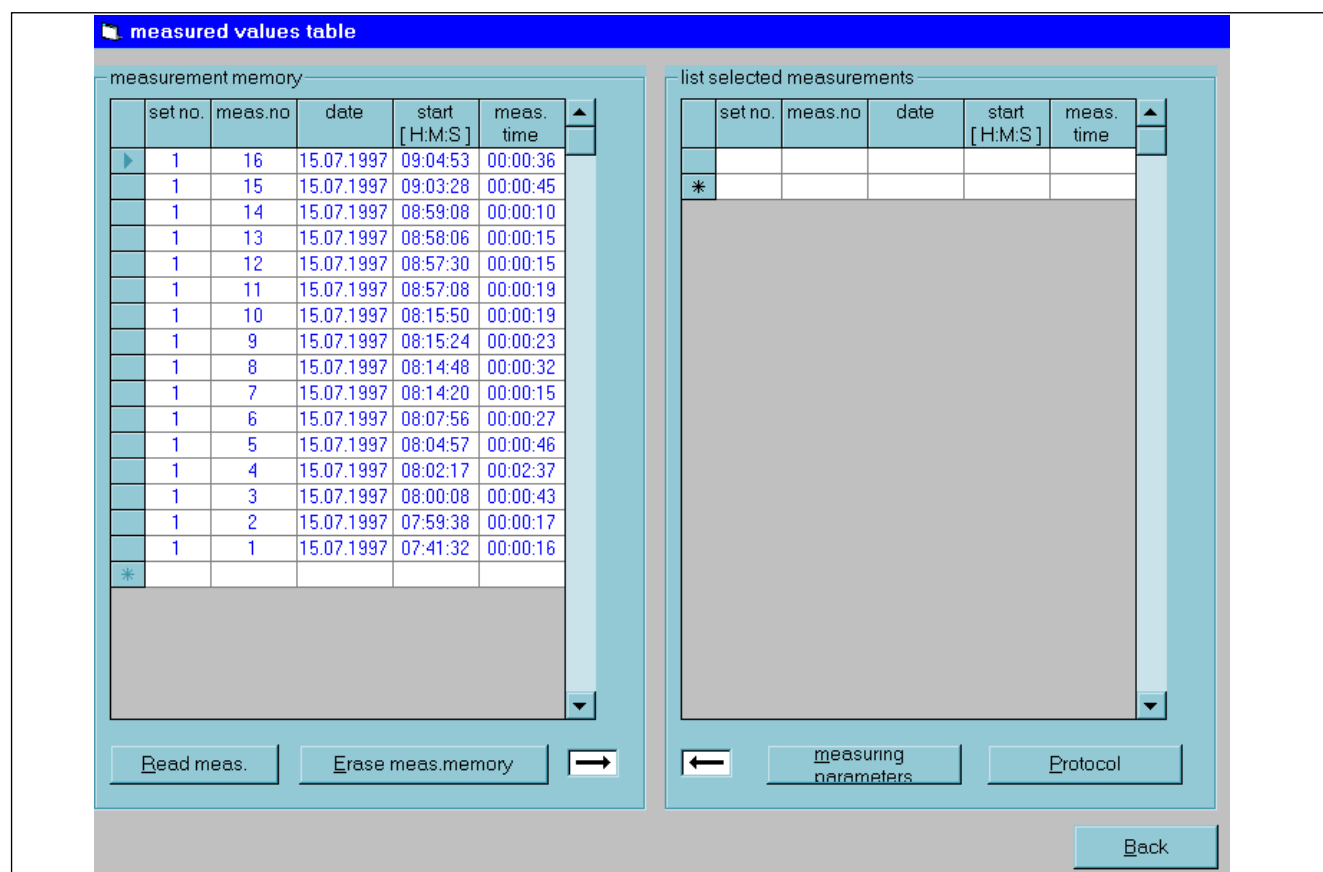 measured values table
measurement memory
set no. meas.no date start [H:M:S] meas. time
1 16 15.07.1997 09:04:53 00:00:36
1 15 15.07.1997 09:03:28 00:00:45
1 14 15.07.1997 08:59:08 00:00:10
1 13 15.07.1997 08:58:06 00:00:15
1 12 15.07.1997 08:57:30 00:00:15
1 11 15.07.1997 08:57:08 00:00:19
1 10 15.07.1997 08:15:50 00:00:19
1 9 15.07.1997 08:15:24 00:00:23
1 8 15.07.1997 08:14:48 00:00:32
1 7 15.07.1997 08:14:20 00:00:15
1 6 15.07.1997 08:07:56 00:00:27
1 5 15.07.1997 08:04:57 00:00:46
1 4 15.07.1997 08:02:17 00:02:37
1 3 15.07.1997 08:00:08 00:00:43
1 2 15.07.1997 07:59:38 00:00:17
1 1 15.07.1997 07:41:32 00:00:16
*
Read meas. Erase meas.memory →
list selected measurements
set no. meas.no date start [H:M:S] meas. time
*
← measuring parameters Protocol
Back